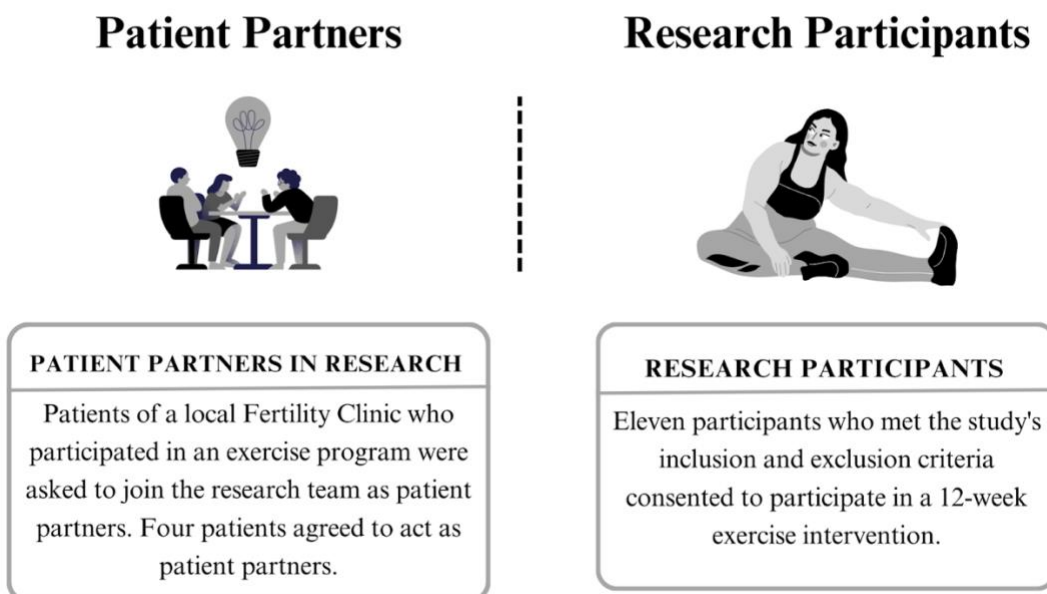 Patient Partners
Research Participants
PATIENT PARTNERS IN RESEARCH
Patients of a local Fertility Clinic who
participated in an exercise program were
asked to join the research team as patient
partners. Four patients agreed to act as
patient partners.
RESEARCH PARTICIPANTS
Eleven participants who met the study's
inclusion and exclusion criteria
consented to participate in a 12-week
exercise intervention.